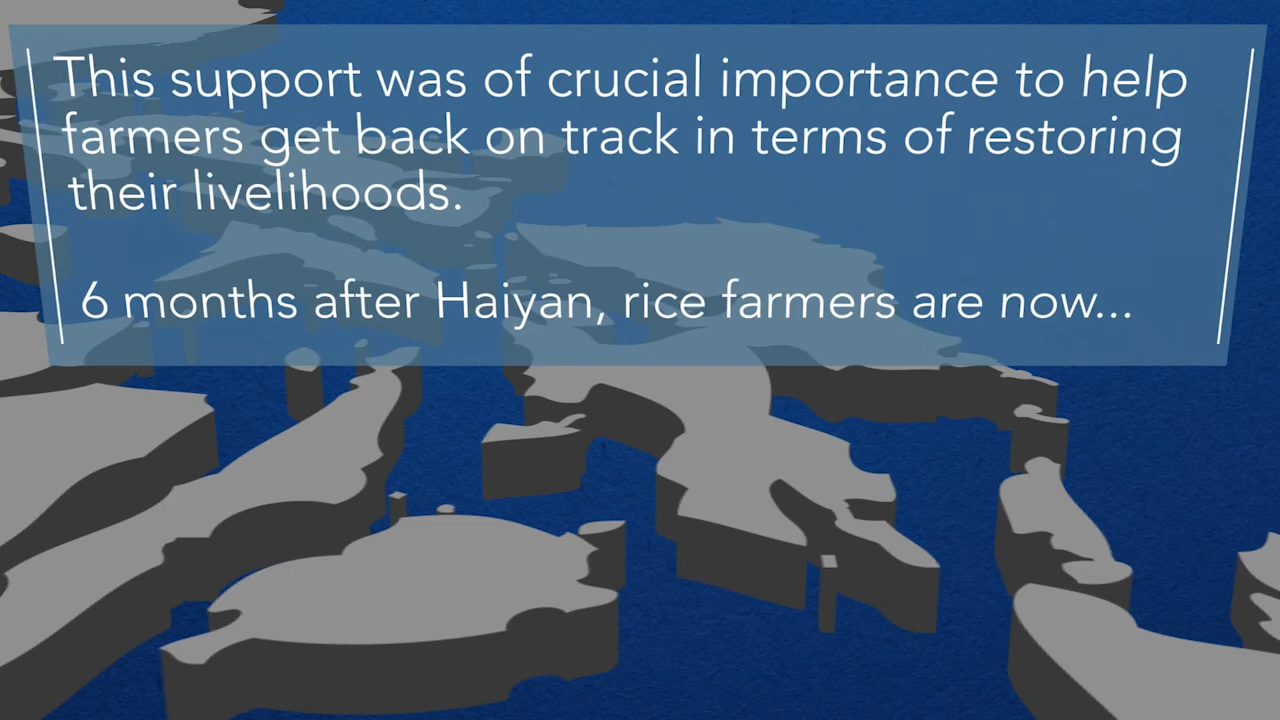 This support was of crucial importance to help
farmers get back on track in terms of restoring
their livelihoods.
6 months after Haiyan, rice farmers are now...